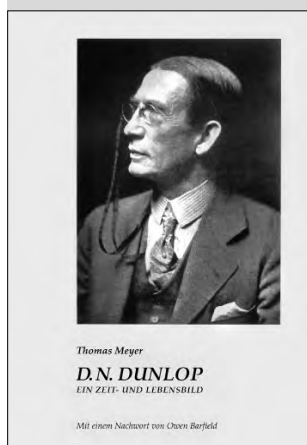 Thomas Meyer
D.N. DUNLOP
EIN ZEIT- UND LEBENSBILD
Mit einem Nachwort von Owen Barfield